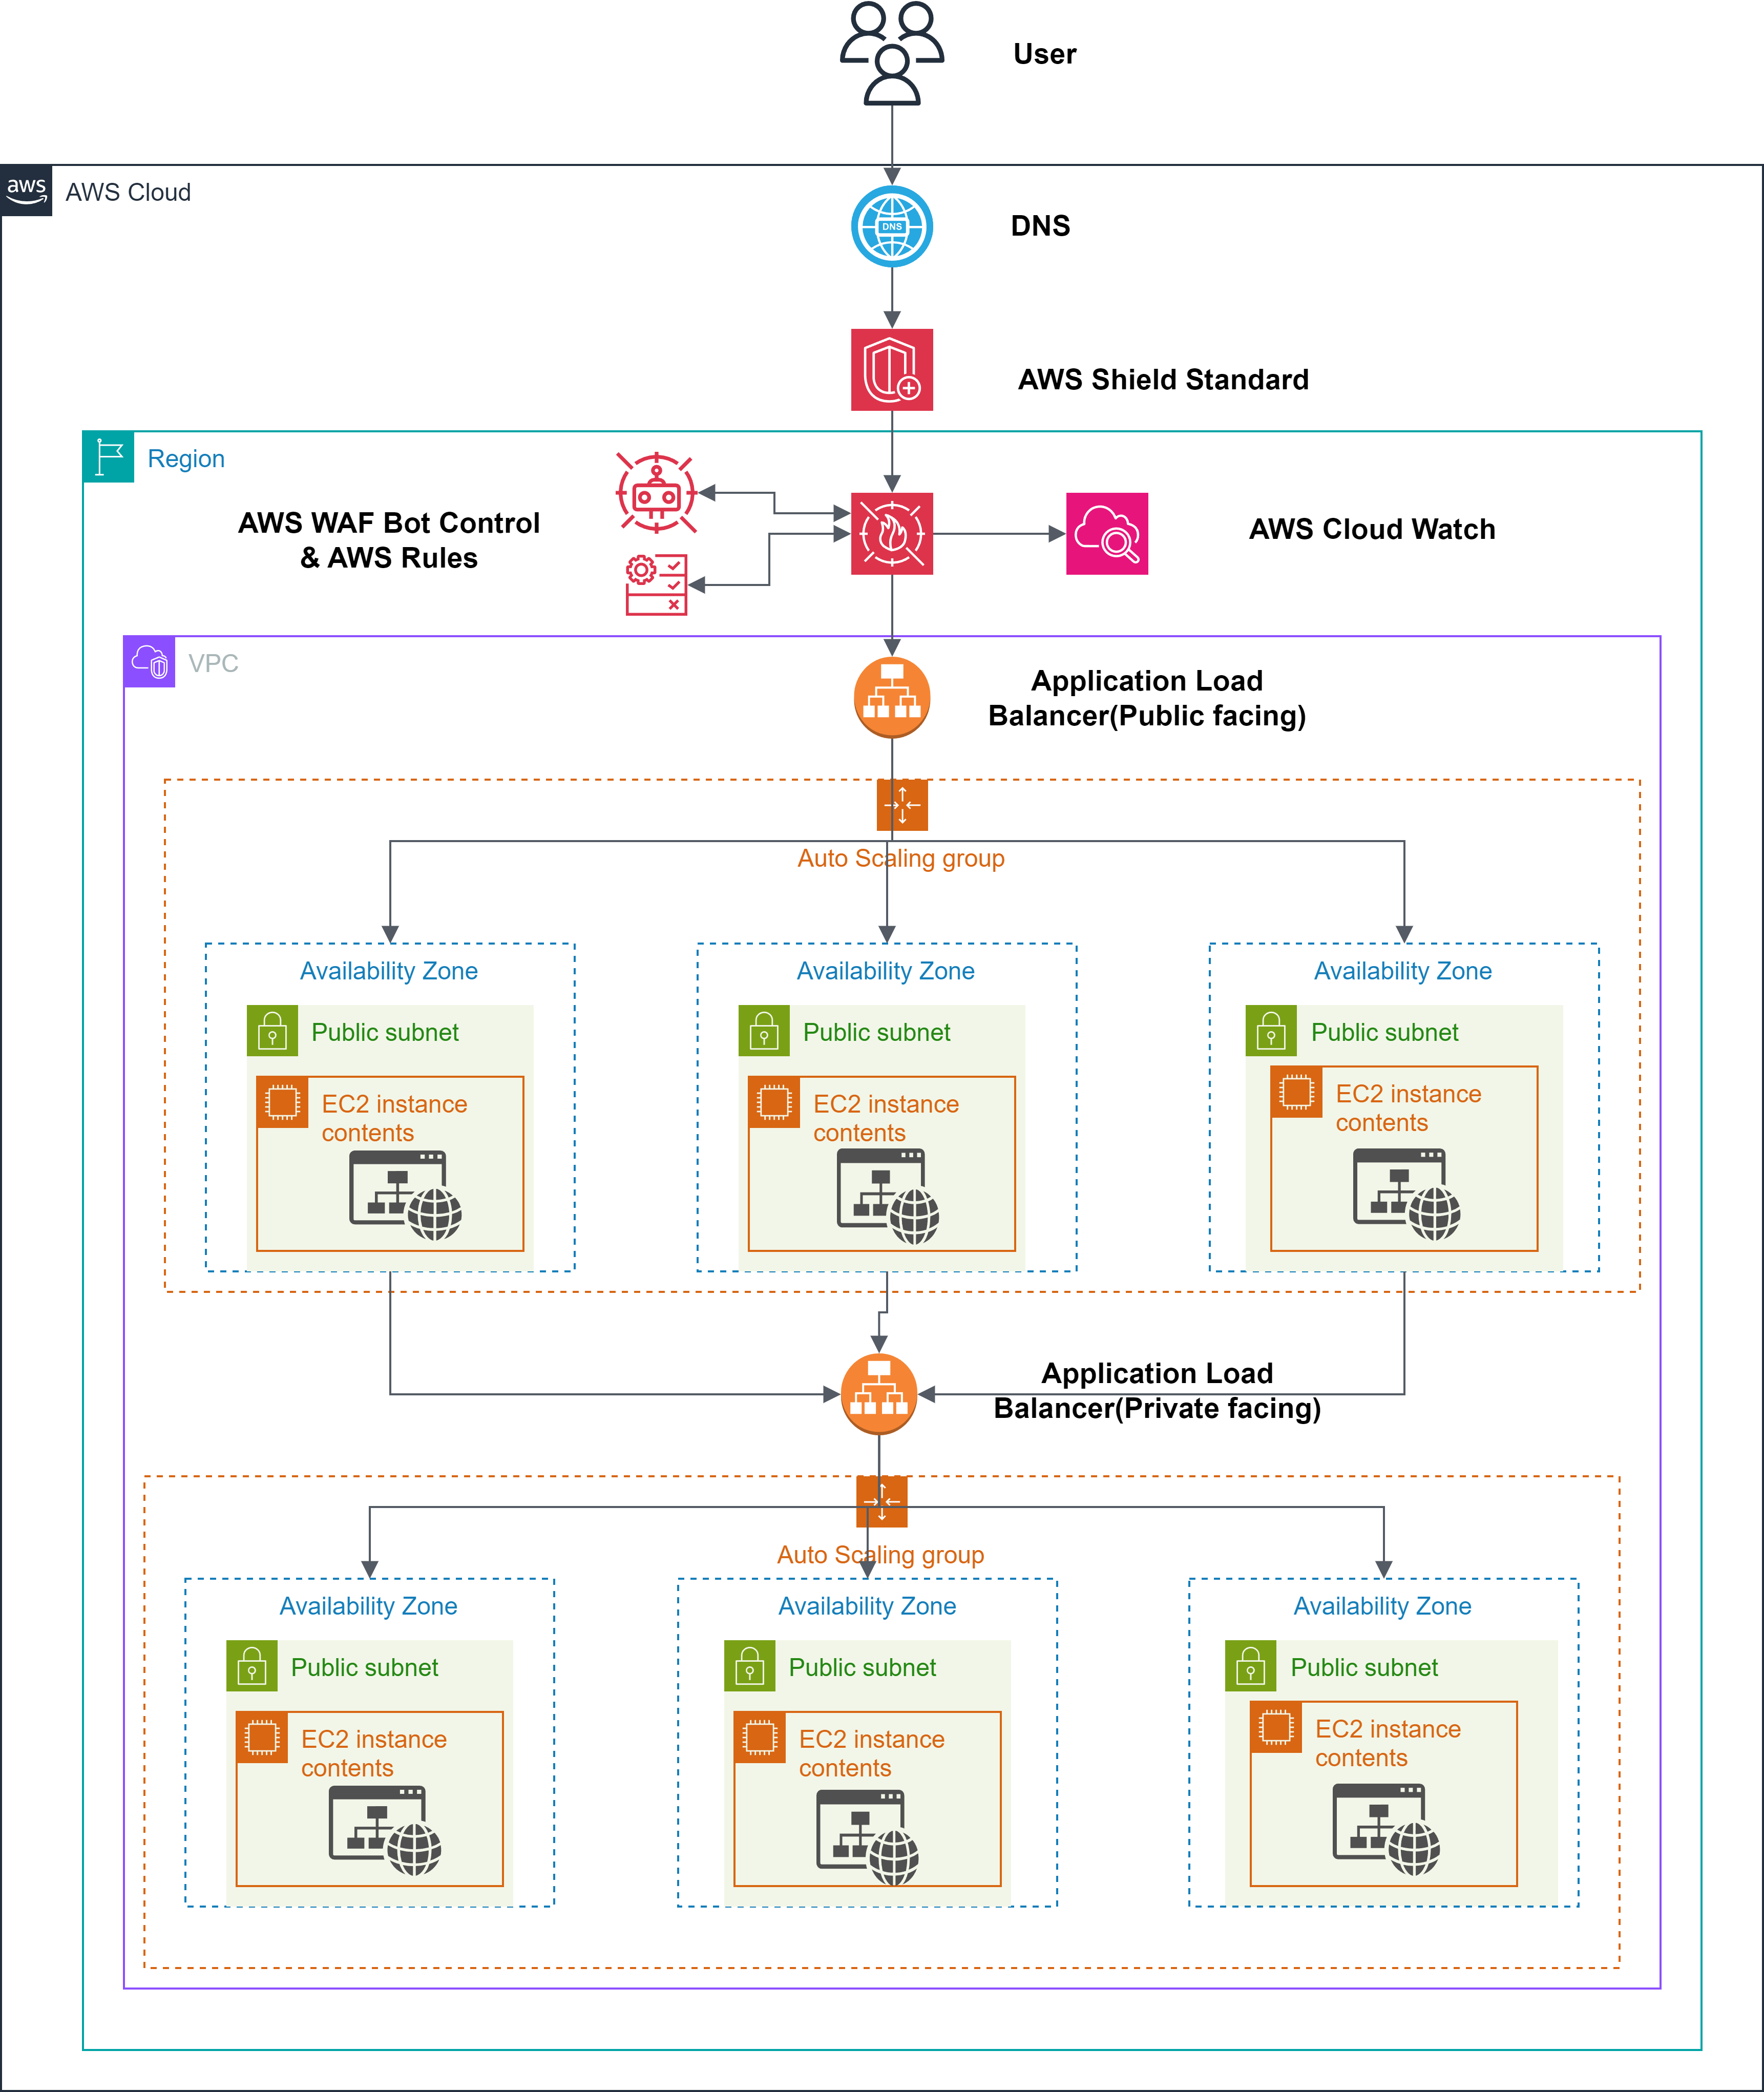 User
aws
AWS Cloud
DNS
DNS
AWS Shield Standard
Region
AWS WAF Bot Control
& AWS Rules
AWS Cloud Watch
VPC
Application Load
Balancer(Public facing)
Auto Scaling group
Availability Zone
Availability Zone
Availability Zone
Public subnet
Public subnet
Public subnet
EC2 instance
contents
EC2 instance
contents
EC2 instance
contents
Application Load
Balancer(Private facing)
Auto Scaling group
Availability Zone
Availability Zone
Availability Zone
Public subnet
Public subnet
Public subnet
EC2 instance
contents
EC2 instance
contents
EC2 instance
contents